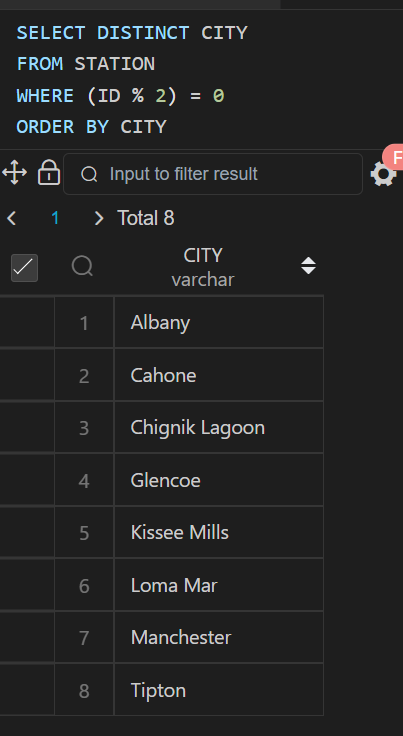 SELECT DISTINCT CITY
FROM STATION
WHERE (ID % 2) = 0
ORDER BY CITY
Input to filter result
F
1
Total 8
CITY
varchar
1 Albany
2 Cahone
3 Chignik Lagoon
4 Glencoe
5 Kissee Mills
6 Loma Mar
7 Manchester
8 Tipton